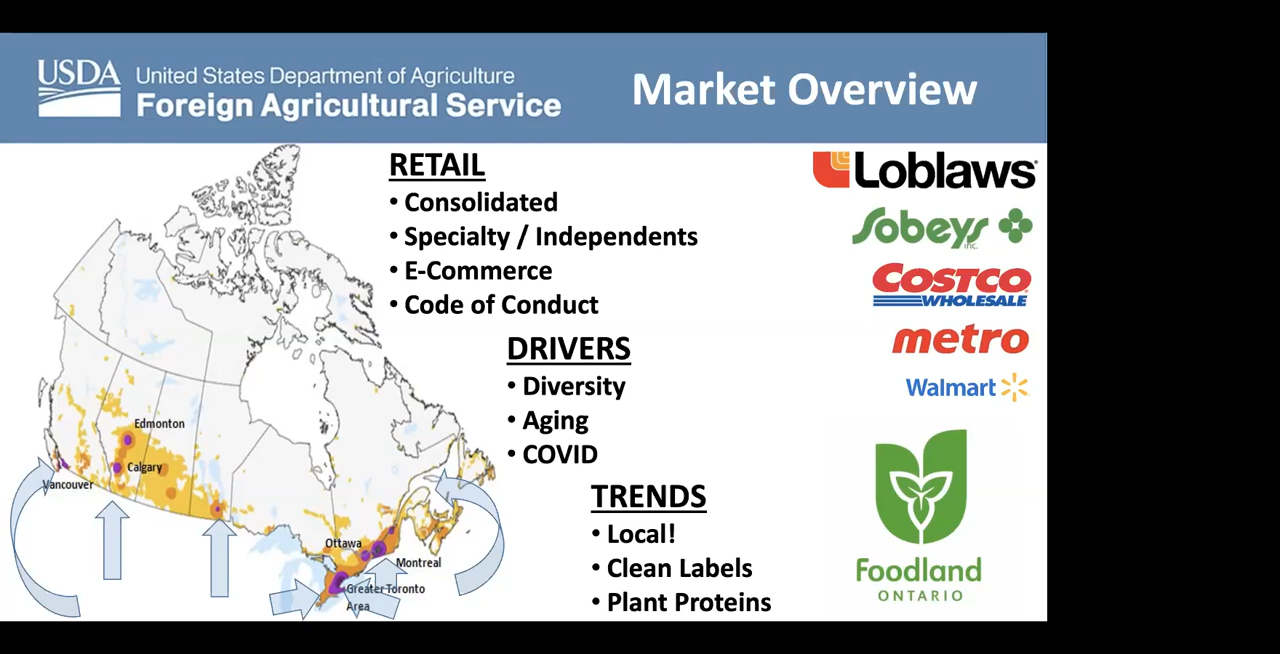 USDA
United States Department of Agriculture
Foreign Agricultural Service
Market Overview
RETAIL
• Consolidated
• Specialty / Independents
• E-Commerce
• Code of Conduct
DRIVERS
• Diversity
• Aging
• COVID
TRENDS
• Local!
• Clean Labels
• Plant Proteins
Loblaws
Sobeys
inc.
COSTCO
WHOLESALE
metro
Walmart
Foodland
ONTARIO
Edmonton
Calgary
Vancouver
Ottawa
Montreal
Greater Toronto
Area